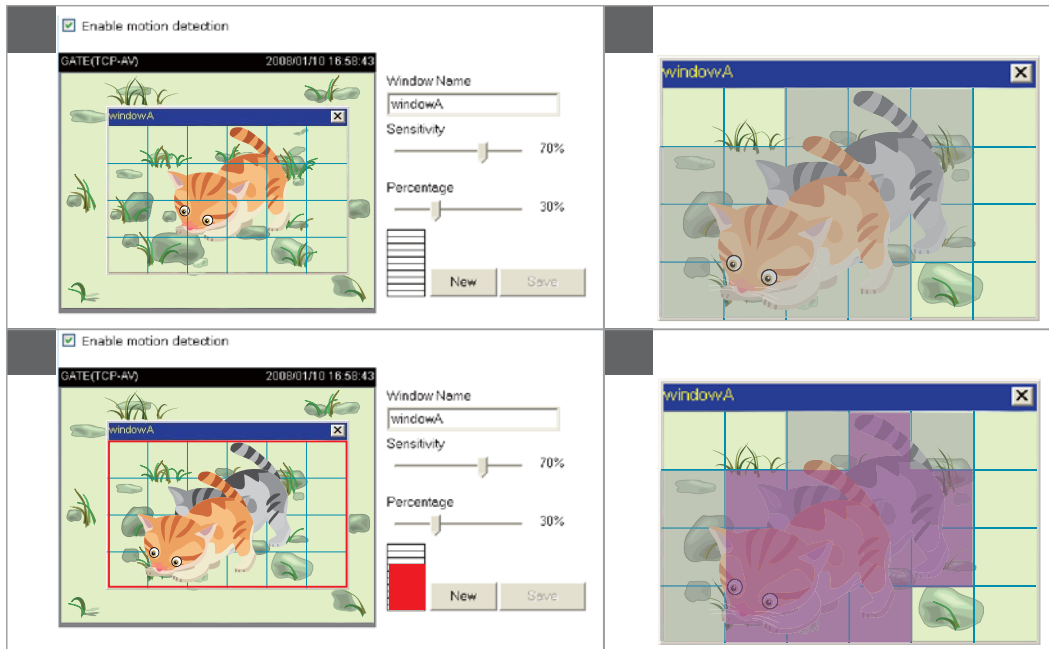 Enable motion detection
GATE(TCP-AV) 2008/01/10 16:58:43
windowA
Window Name
windowA
Sensitivity
70%
Percentage
30%
New
Save
windowA
Enable motion detection
GATE(TCP-AV) 2008/01/10 16:58:43
windowA
Window Name
windowA
Sensitivity
70%
Percentage
30%
New
Save
windowA